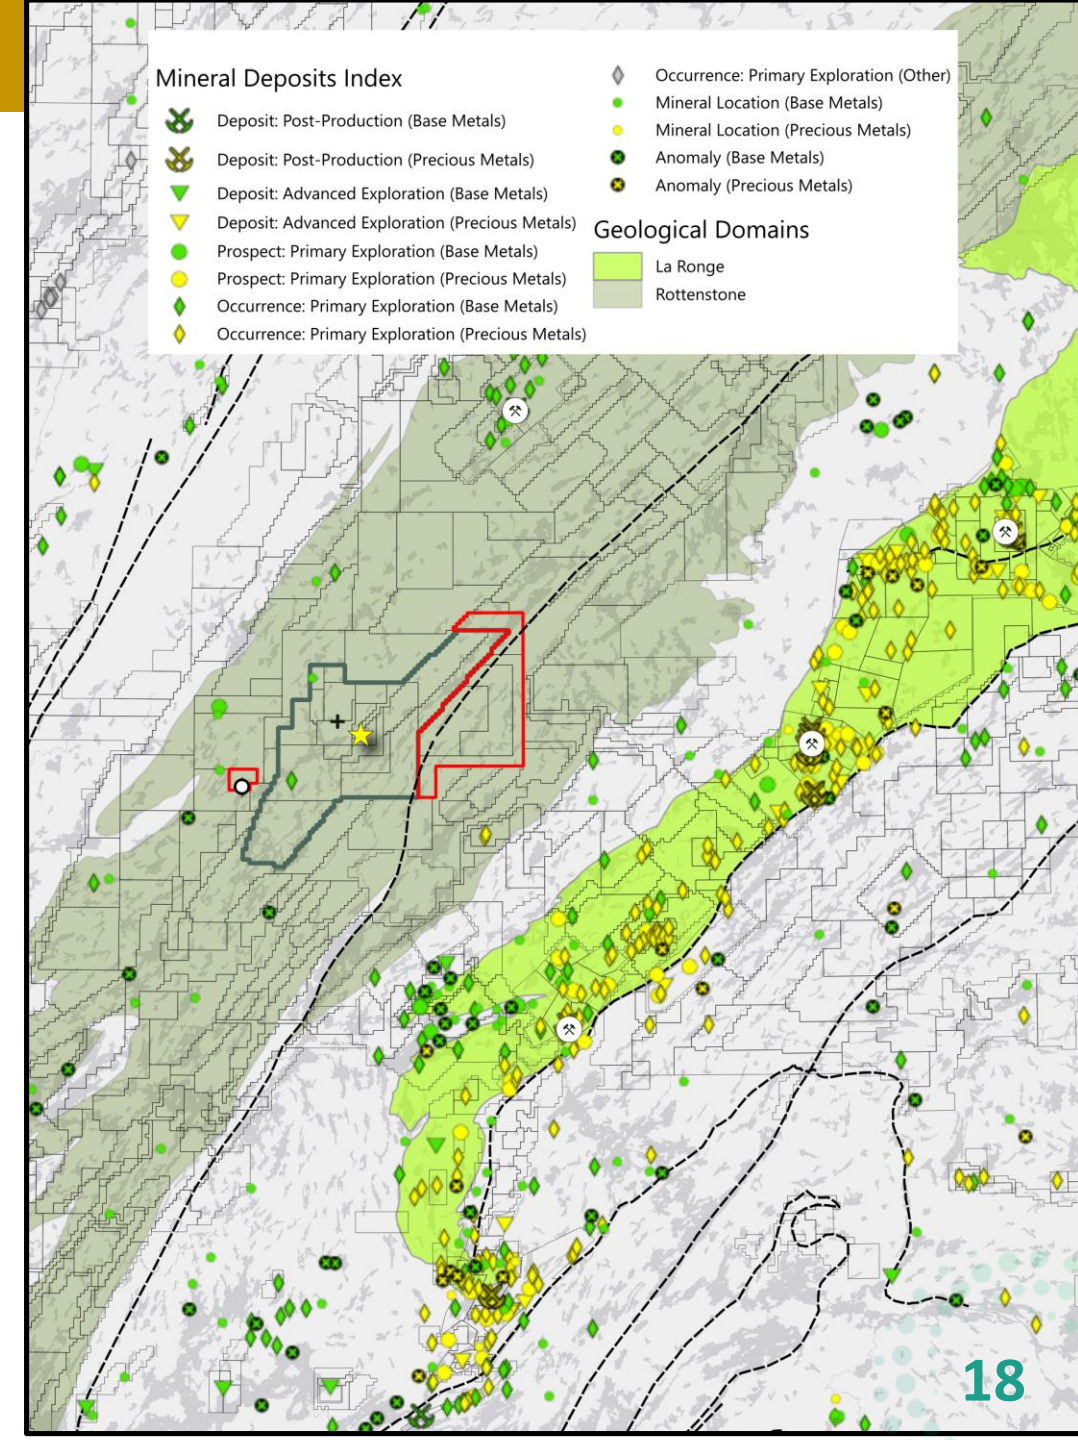 Mineral Deposits Index
Deposit: Post-Production (Base Metals)
Deposit: Post-Production (Precious Metals)
Deposit: Advanced Exploration (Base Metals)
Deposit: Advanced Exploration (Precious Metals)
Prospect: Primary Exploration (Base Metals)
Prospect: Primary Exploration (Precious Metals)
Occurrence: Primary Exploration (Base Metals)
Occurrence: Primary Exploration (Precious Metals)
Occurrence: Primary Exploration (Other)
Mineral Location (Base Metals)
Mineral Location (Precious Metals)
Anomaly (Base Metals)
Anomaly (Precious Metals)
Geological Domains
La Ronge
Rottenstone
18